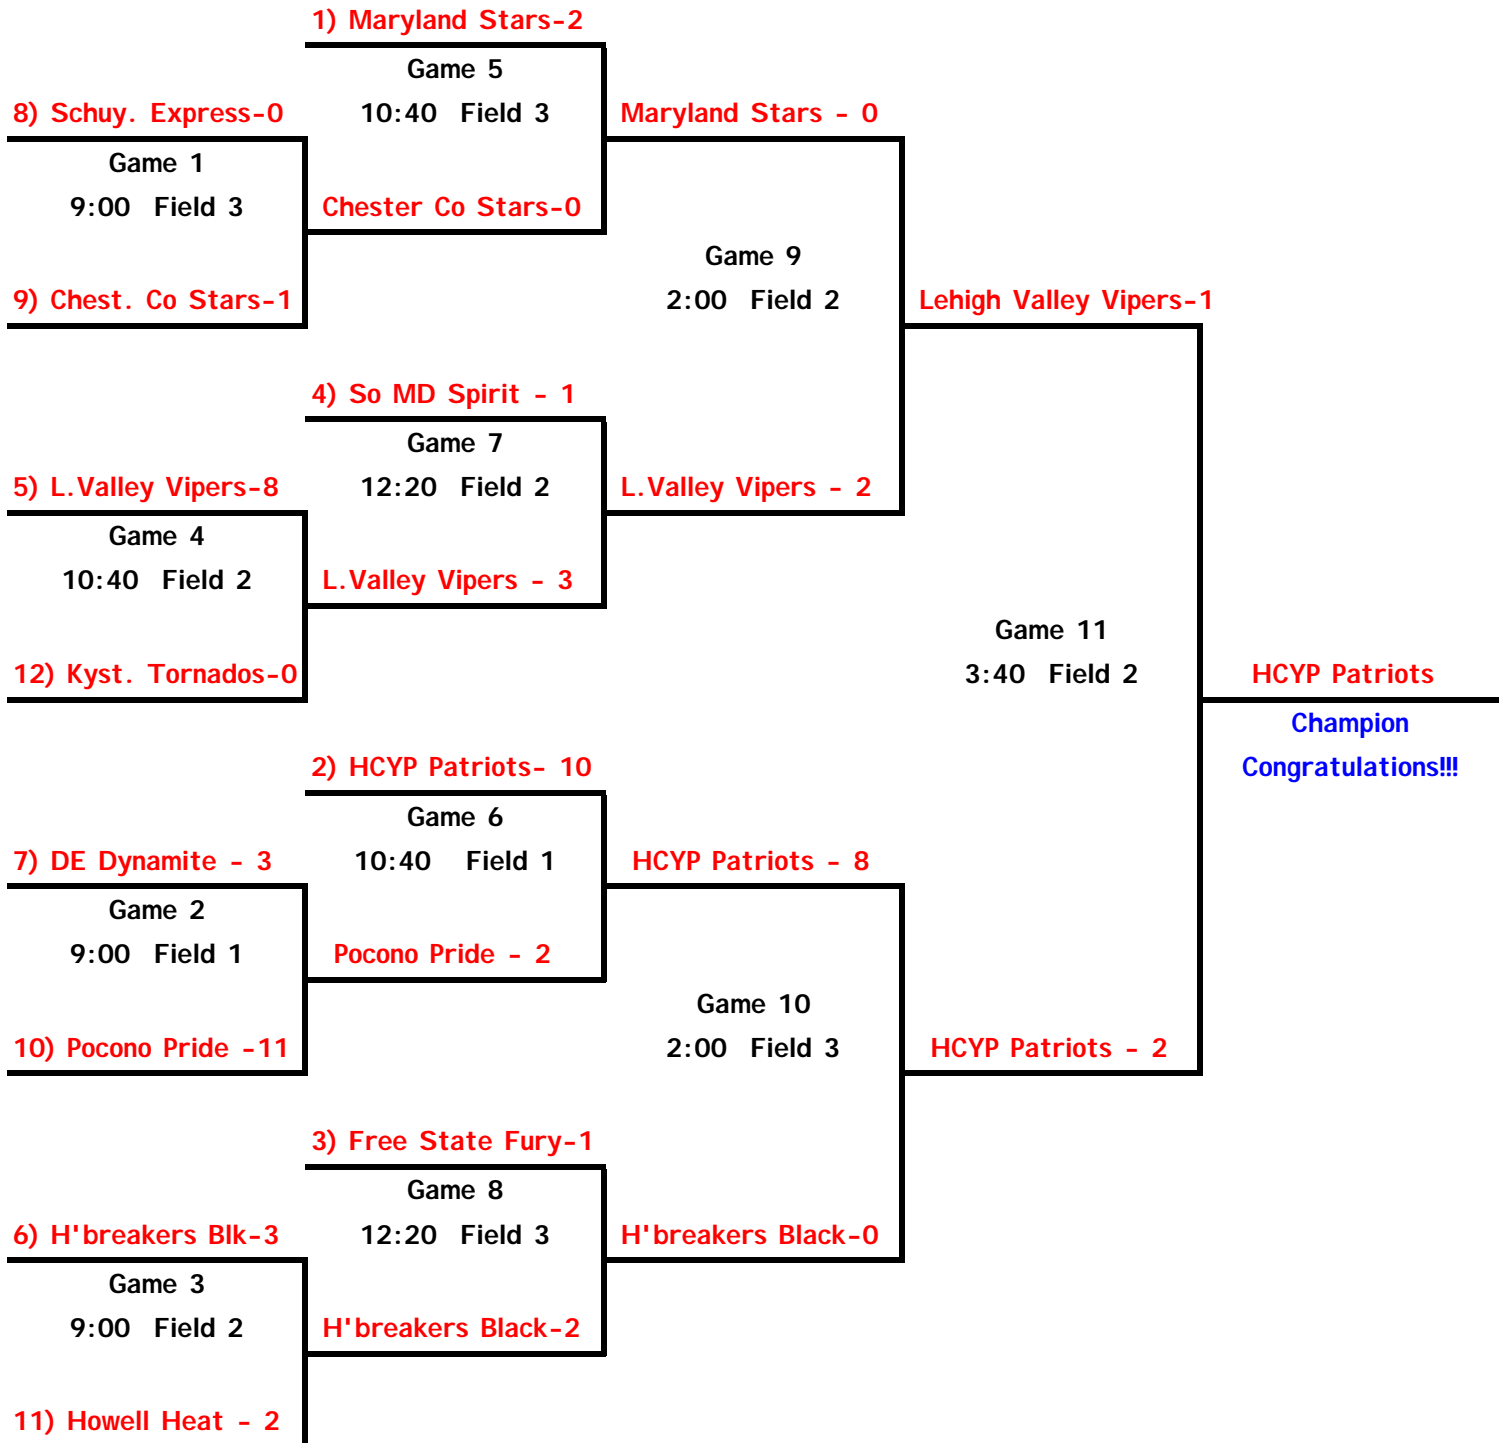 1) Maryland Stars-2
Game 5
8) Schuy. Express-0
10:40 Field 3
Maryland Stars - 0
Game 1
9:00 Field 3
Chester Co Stars-0
Game 9
9) Chest. Co Stars-1
2:00 Field 2
Lehigh Valley Vipers-1
4) So MD Spirit - 1
Game 7
5) L.Valley Vipers-8
12:20 Field 2
L.Valley Vipers - 2
Game 4
10:40 Field 2
L.Valley Vipers - 3
Game 11
12) Kyst. Tornados-0
3:40 Field 2
HCYP Patriots
Champion
2) HCYP Patriots- 10
Congratulations!!!
Game 6
7) DE Dynamite - 3
10:40 Field 1
HCYP Patriots - 8
Game 2
9:00 Field 1
Pocono Pride - 2
Game 10
10) Pocono Pride -11
2:00 Field 3
HCYP Patriots - 2
3) Free State Fury-1
Game 8
6) H'breakers Blk-3
12:20 Field 3
H'breakers Black-0
Game 3
9:00 Field 2
H'breakers Black-2
11) Howell Heat - 2